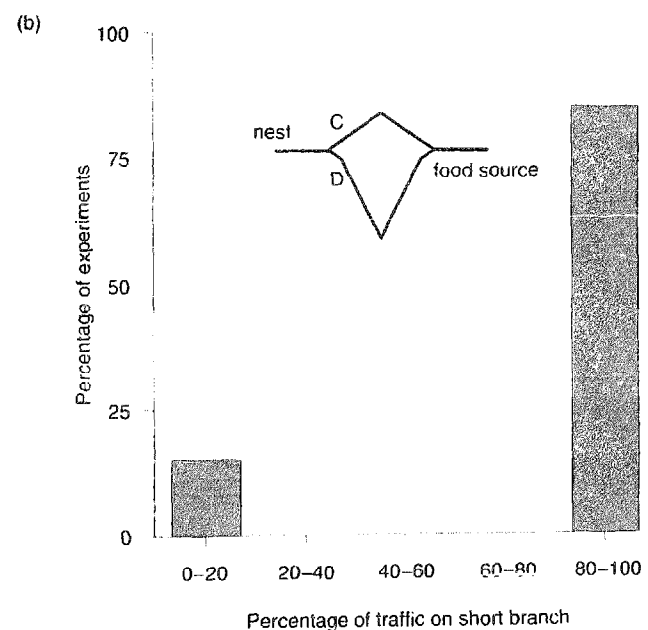 (b)
100
75
50
25
0
Percentage of experiments
nest
C
D
food source
0–20
20–40
40–60
60–80
80–100
Percentage of traffic on short branch